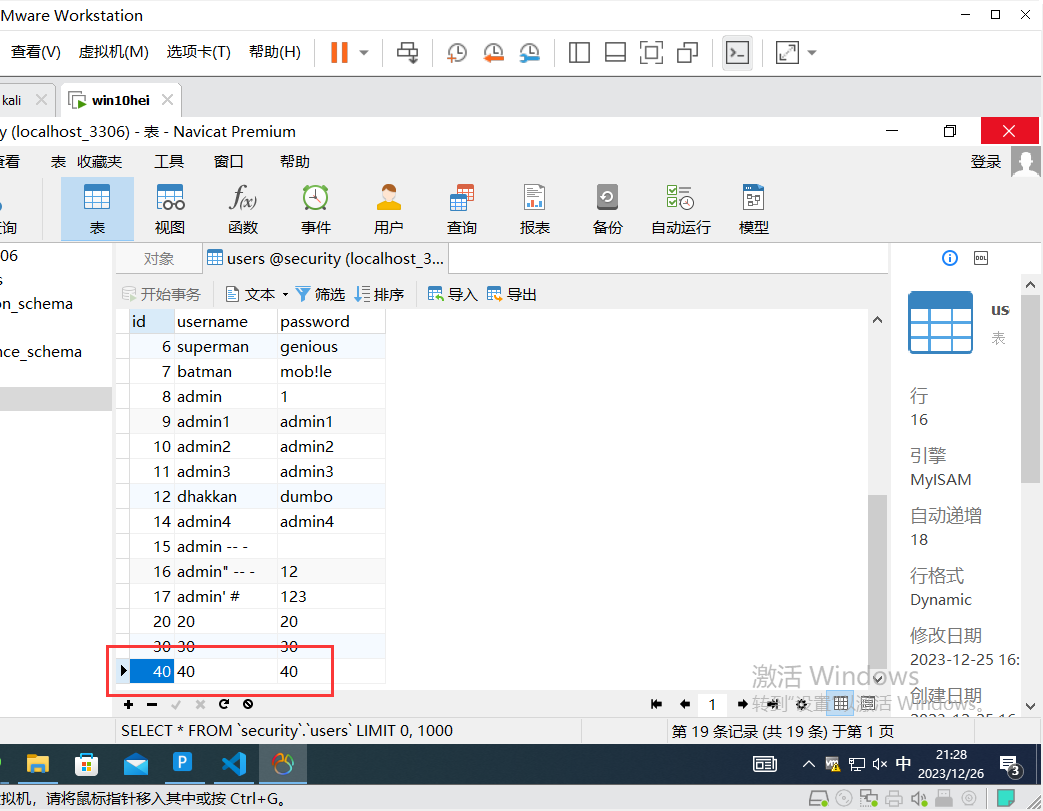 Mware Workstation
查看(V) 虚拟机(M) 选项卡(T) 帮助(H)
kali win10hei
y (localhost_3306) - 表 - Navicat Premium
查看 表 收藏夹 工具 窗口 帮助 登录
查询 表 视图 函数 事件 用户 查询 报表 备份 自动运行 模型
f(x)
06
s
on_schema
nce_schema
对象 users @security (localhost_3...
开始事务 文本 筛选 排序 导入 导出
id username password
6 superman genious
7 batman mob!le
8 admin 1
9 admin1 admin1
10 admin2 admin2
11 admin3 admin3
12 dhakkan dumbo
14 admin4 admin4
15 admin -- -
16 admin" -- - 12
17 admin' # 123
20 20 20
30 30 30
40 40 40
DDL
us
表
行
16
引擎
MyISAM
自动递增
18
行格式
Dynamic
修改日期
2023-12-25 16:
创建日期
激活 Windows
转到"设置"以激活 Windows。
1
SELECT * FROM `security`.`users` LIMIT 0, 1000
第 19 条记录 (共 19 条) 于第 1 页
中
21:28
2023/12/26
3
拟机，请将鼠标指针移入其中或按 Ctrl+G。